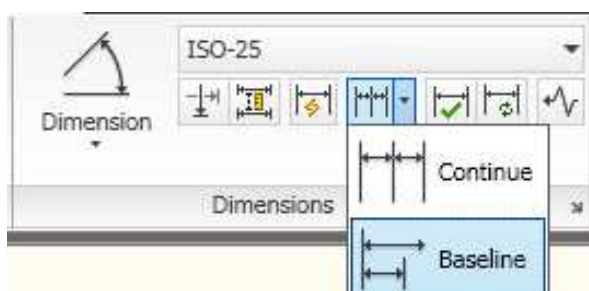 ISO-25
Dimension
Continue
Dimensions
Baseline